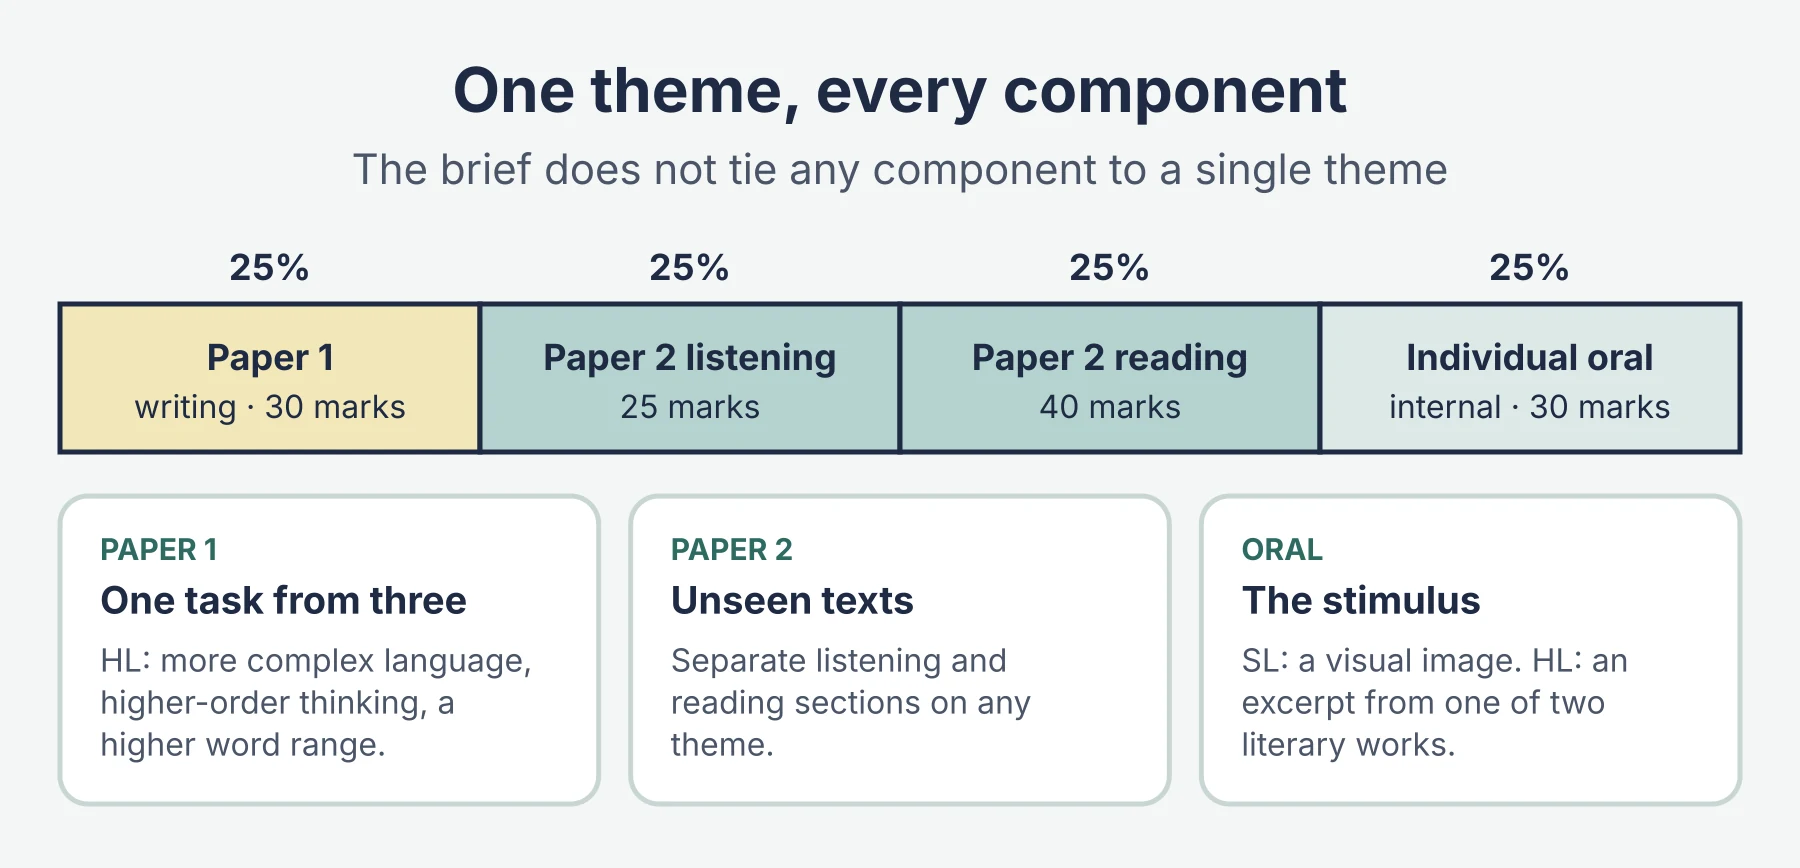 One theme, every component
The brief does not tie any component to a single theme
25%
25%
25%
25%
Paper 1
writing · 30 marks
Paper 2 listening
25 marks
Paper 2 reading
40 marks
Individual oral
internal · 30 marks
PAPER 1
One task from three
HL: more complex language,
higher-order thinking, a
higher word range.
PAPER 2
Unseen texts
Separate listening and
reading sections on any
theme.
ORAL
The stimulus
SL: a visual image. HL: an
excerpt from one of two
literary works.